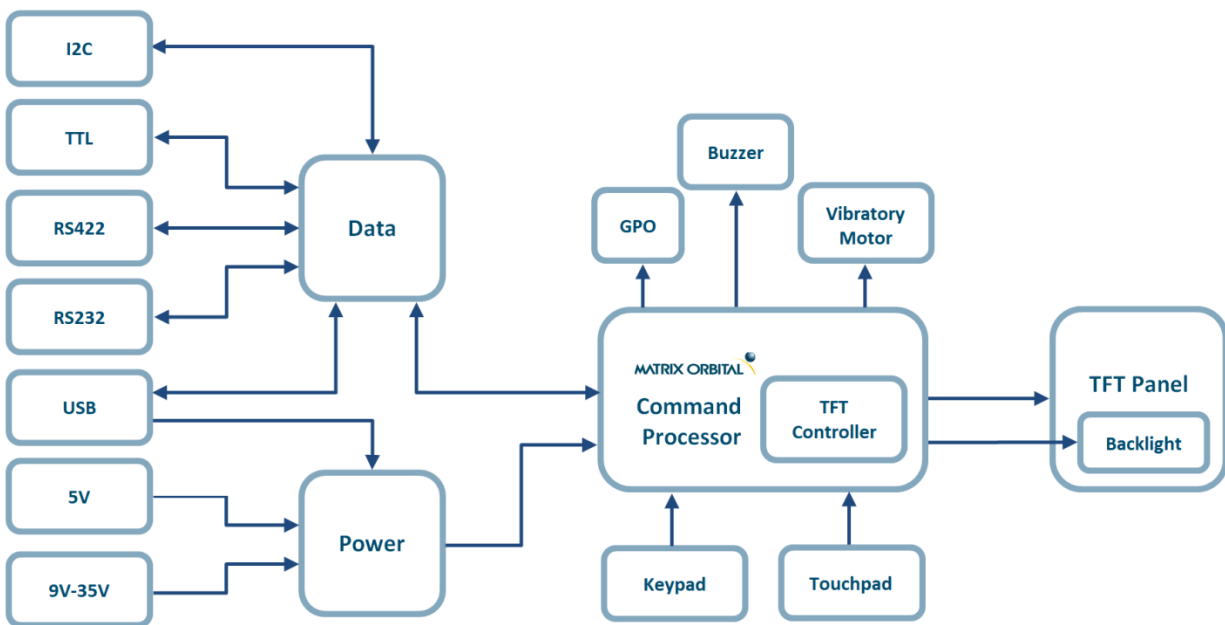 I2C
TTL
RS422
RS232
USB
5V
9V-35V
Data
Power
GPO
Buzzer
Vibratory
Motor
MATRIX ORBITAL
Command
Processor
TFT
Controller
Keypad
Touchpad
TFT Panel
Backlight